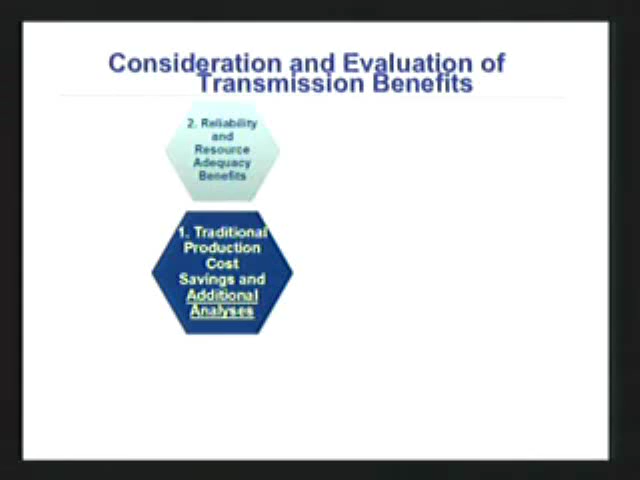 Consideration and Evaluation of
Transmission Benefits
2. Reliability
and
Resource
Adequacy
Benefits
1. Traditional
Production
Cost
Savings and
Additional
Analyses